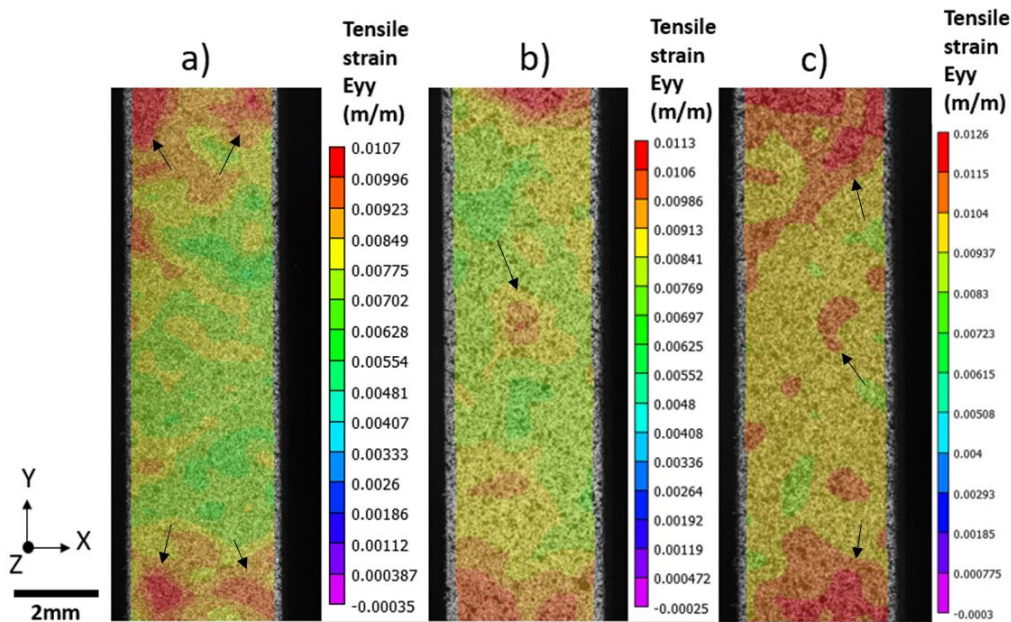 a)
Tensile
strain
Eyy
(m/m)
0.0107
0.00996
0.00923
0.00849
0.00775
0.00702
0.00628
0.00554
0.00481
0.00407
0.00333
0.0026
0.00186
0.00112
0.000387
-0.00035
b)
Tensile
strain
Eyy
(m/m)
0.0113
0.0106
0.00986
0.00913
0.00841
0.00769
0.00697
0.00625
0.00552
0.0048
0.00408
0.00336
0.00264
0.00192
0.00119
0.000472
-0.00025
c)
Tensile
strain
Eyy
(m/m)
0.0126
0.0115
0.0104
0.00937
0.0083
0.00723
0.00615
0.00508
0.004
0.00293
0.00185
0.000775
-0.0003
Y
X
Z
2mm